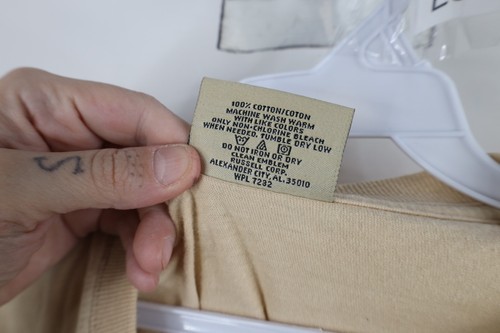 100% COTTON/COTON
MACHINE WASH WARM
WITH LIKE COLORS
ONLY NON-CHLORINE BLEACH
WHEN NEEDED. TUMBLE DRY LOW
DO NOT IRON OR DRY
CLEAN EMBLEM
RUSSELL CORP.
ALEXANDER CITY, AL. 35010
WPL 7232